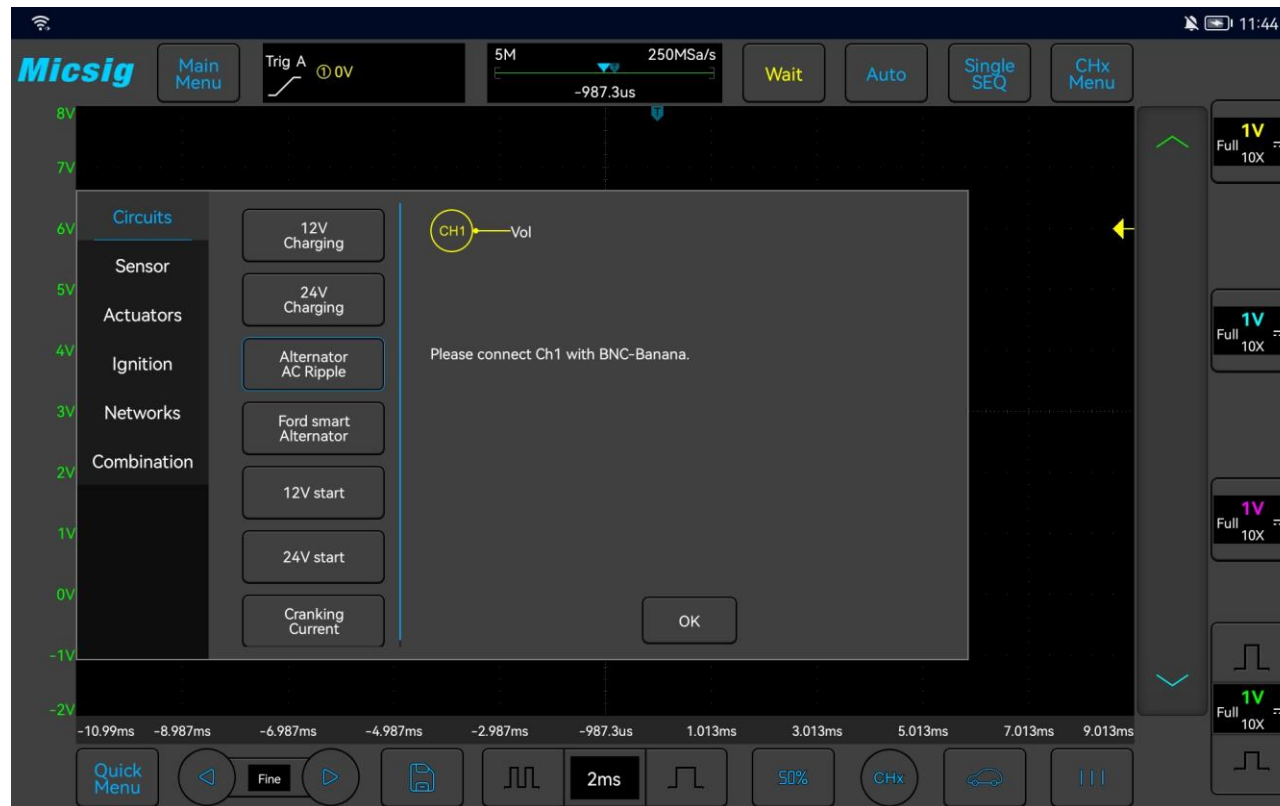 11:44
Micsig
Main
Menu
Trig A
① 0V
5M
250MSa/s
-987.3us
Wait
Auto
Single
SEQ
CHx
Menu
T
8V
7V
6V
5V
4V
3V
2V
1V
0V
-1V
-2V
Circuits
Sensor
Actuators
Ignition
Networks
Combination
12V
Charging
24V
Charging
Alternator
AC Ripple
Ford smart
Alternator
12V start
24V start
Cranking
Current
CH1
Vol
Please connect Ch1 with BNC-Banana.
OK
1V
Full
10X
1V
Full
10X
1V
Full
10X
1V
Full
10X
-10.99ms
-8.987ms
-6.987ms
-4.987ms
-2.987ms
-987.3us
1.013ms
3.013ms
5.013ms
7.013ms
9.013ms
Quick
Menu
Fine
2ms
50%
CHx